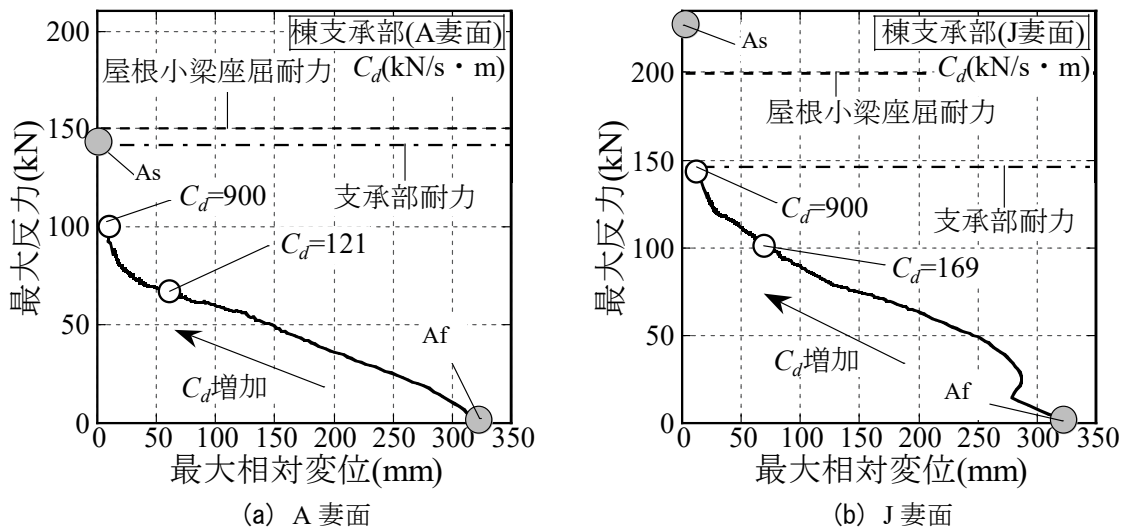 棟支承部(A妻面)
C_d(kN/s・m)
屋根小梁座屈耐力
As
支承部耐力
C_d=900
C_d=121
Af
C_d増加
200
150
100
50
0
最大反力(kN)
0 50 100 150 200 250 300 350
最大相対変位(mm)
(a) A 妻面
棟支承部(J妻面)
As
C_d(kN/s・m)
屋根小梁座屈耐力
C_d=900
支承部耐力
C_d=169
C_d増加
Af
200
150
100
50
0
最大反力(kN)
0 50 100 150 200 250 300 350
最大相対変位(mm)
(b) J 妻面